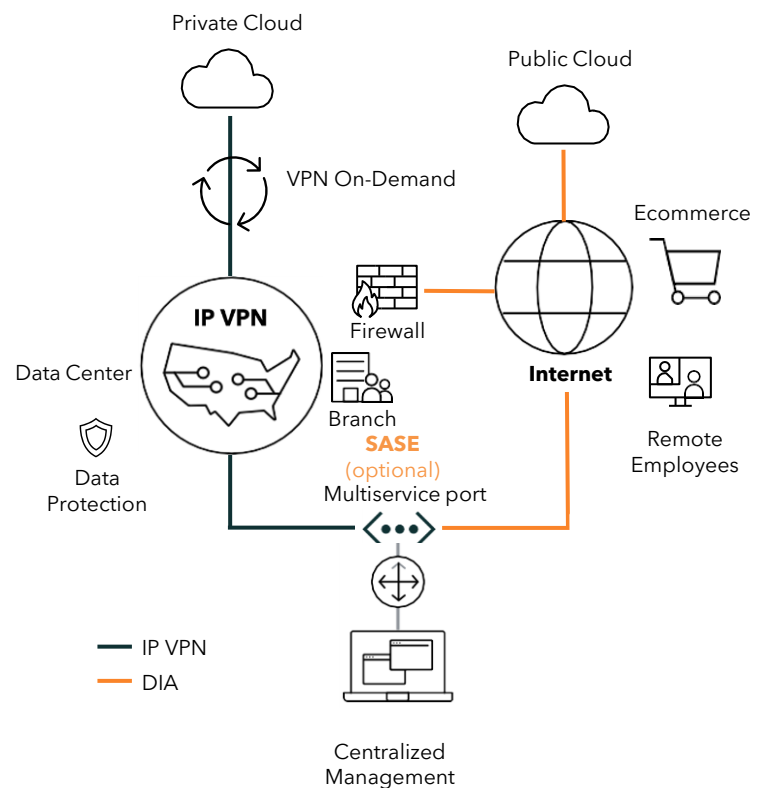 Private Cloud
Public Cloud
VPN On-Demand
Ecommerce
IP VPN
Firewall
Data Center
Internet
Branch
SASE
(optional)
Multiservice port
Data
Protection
Remote
Employees
IP VPN
DIA
Centralized
Management